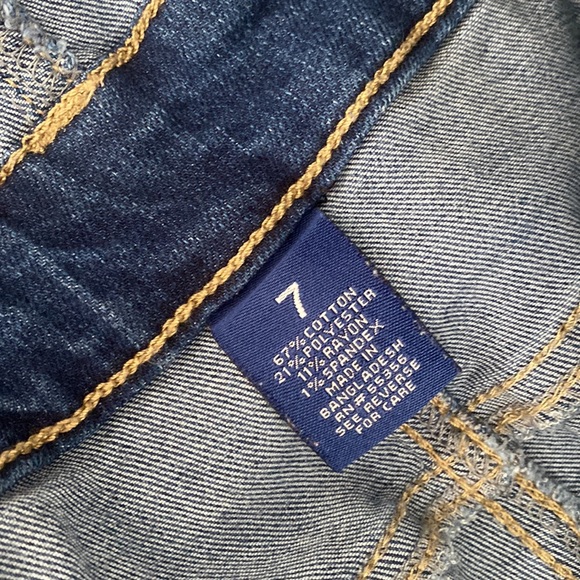 7
67% COTTON
21% POLYESTER
11% RAYON
1% SPANDEX
MADE IN
BANGLADESH
RN# 55356
SEE REVERSE
FOR CARE